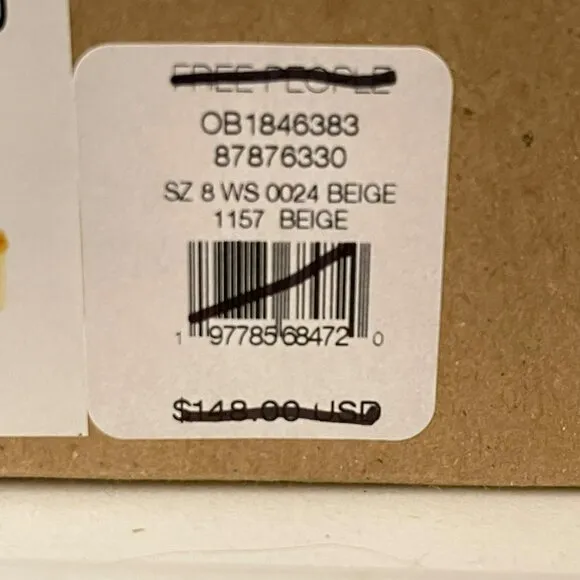 FREE PEOPLE
OB1846383
87876330
SZ 8 WS 0024 BEIGE
1157 BEIGE
1 97785 68472 0
$148.00 USD